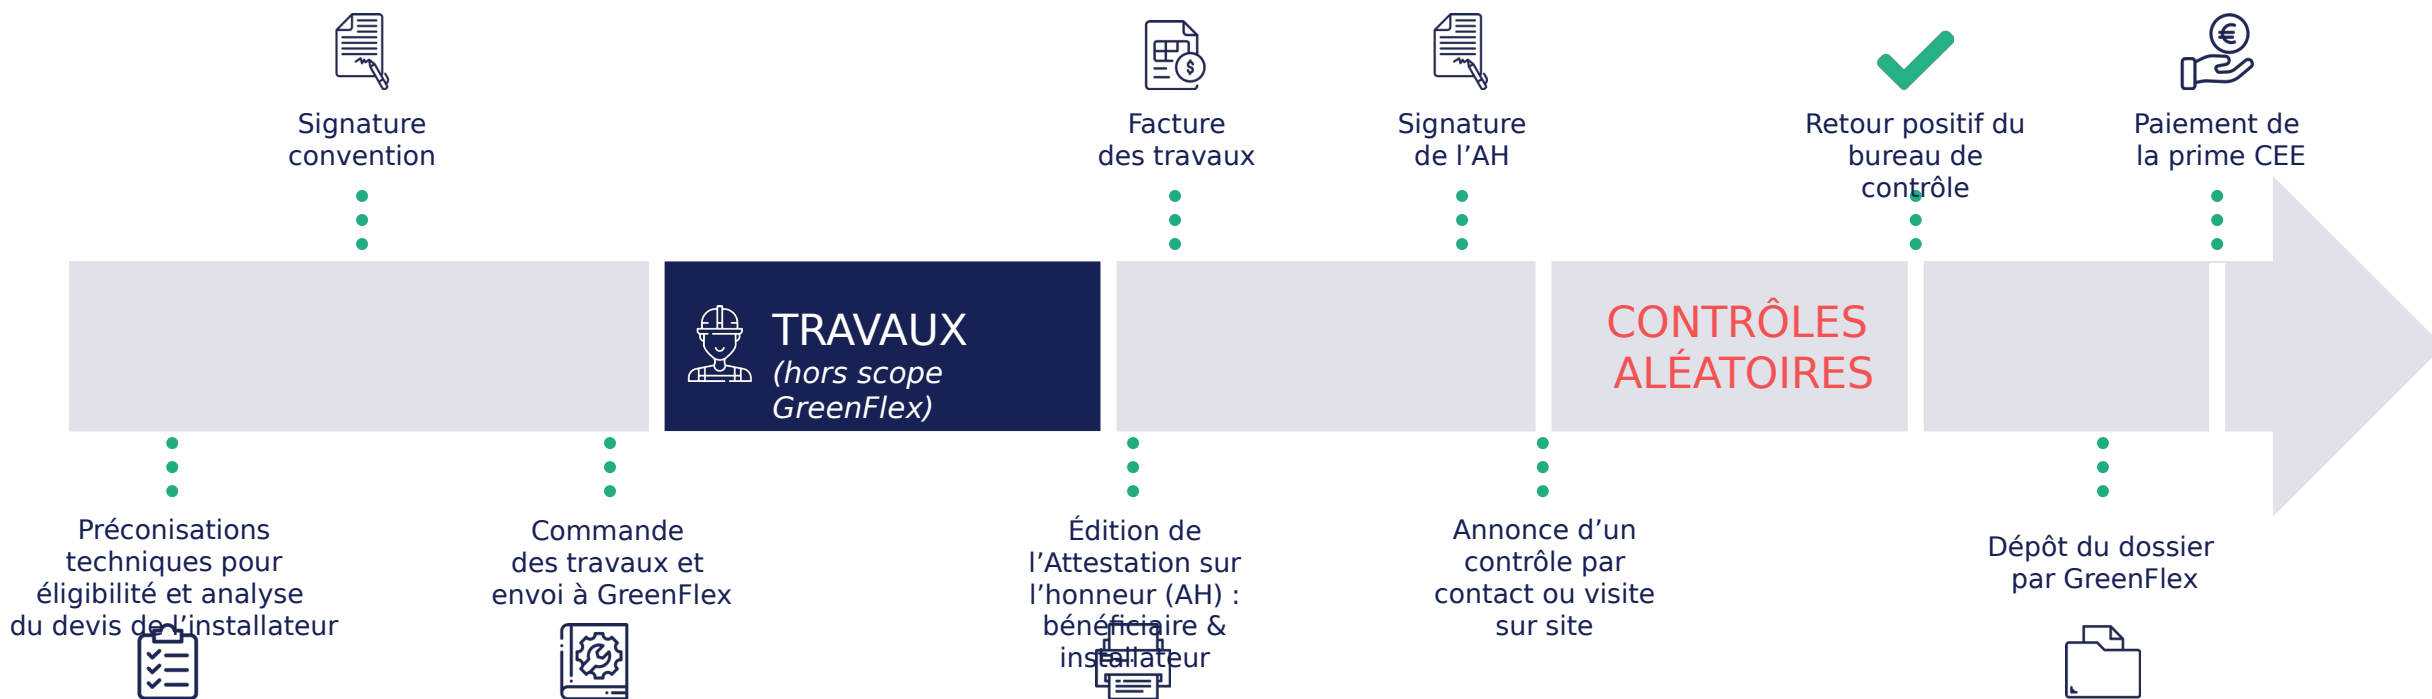 Signature
convention
Facture
des travaux
Signature
de l’AH
Retour positif du
bureau de
contrôle
Paiement de
la prime CEE
TRAVAUX
(hors scope
GreenFlex)
CONTRÔLES
ALÉATOIRES
Préconisations
techniques pour
éligibilité et analyse
du devis de l’installateur
Commande
des travaux et
envoi à GreenFlex
Édition de
l’Attestation sur
l’honneur (AH) :
bénéficiaire &
installateur
Annonce d’un
contrôle par
contact ou visite
sur site
Dépôt du dossier
par GreenFlex